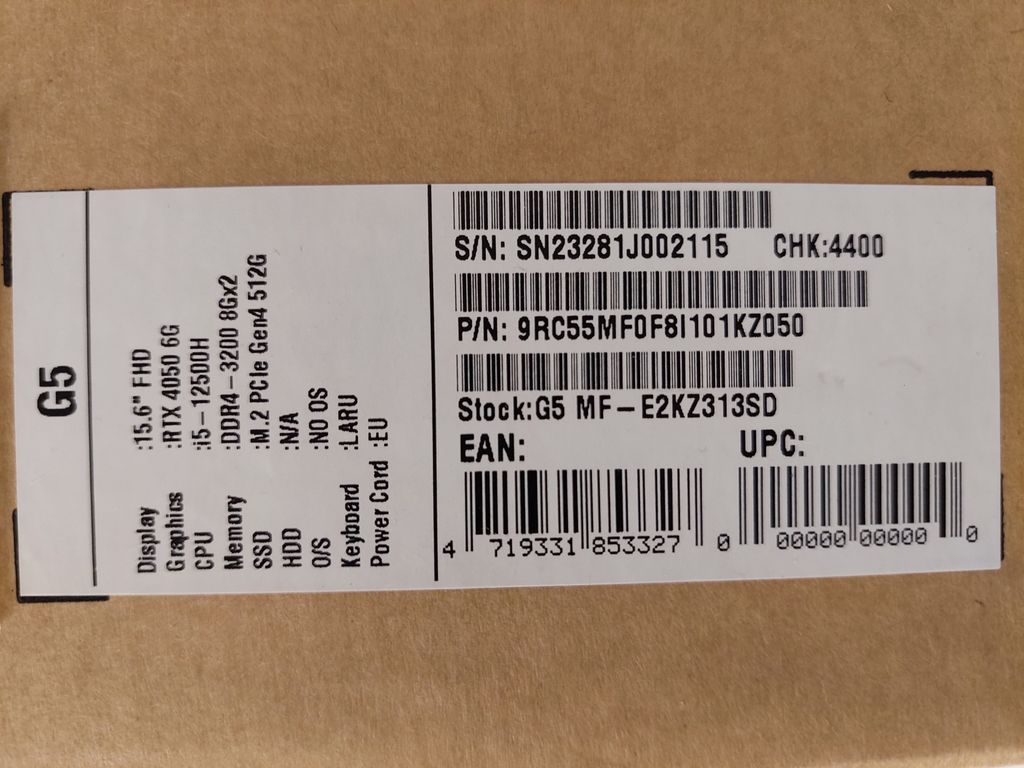 G5
Display :15.6" FHD
Graphics :RTX 4050 6G
CPU :i5-12500H
Memory :DDR4-3200 8Gx2
SSD :M.2 PCIe Gen4 512G
HDD :N/A
O/S :NO OS
Keyboard :LARU
Power Cord :EU
S/N: SN23281J002115 CHK:4400
P/N: 9RC55MF0F8I101KZ050
Stock:G5 MF-E2KZ313SD
EAN: UPC:
4 719331 853327 0 00000 00000 0